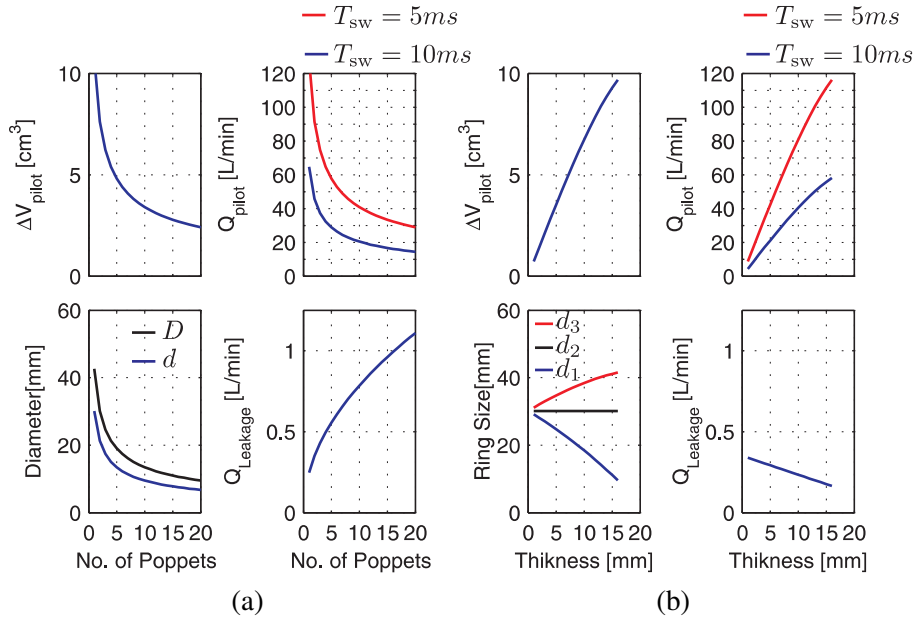 T_sw = 5ms
T_sw = 10ms
T_sw = 5ms
T_sw = 10ms
ΔV_pilot [cm³]
10
5
0
Q_pilot [L/min]
120
100
80
60
40
20
0
ΔV_pilot [cm³]
10
5
0
Q_pilot [L/min]
120
100
80
60
40
20
0
Diameter[mm]
60
40
20
0
D
d
0 5 10 15 20
No. of Poppets
Q_Leakage [L/min]
1
0.5
0
0 5 10 15 20
No. of Poppets
Ring Size[mm]
60
40
20
0
d_3
d_2
d_1
0 5 10 15 20
Thikness [mm]
Q_Leakage [L/min]
1
0.5
0
0 5 10 15 20
Thikness [mm]
(a)
(b)